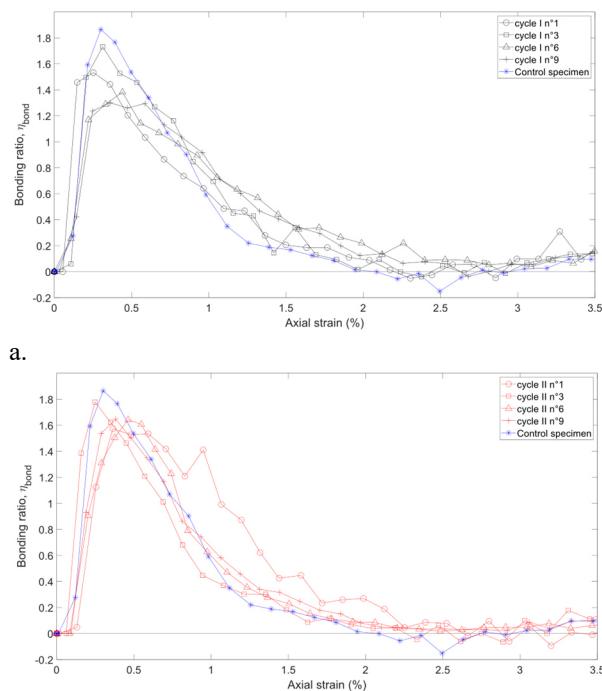 1.8
1.6
1.4
1.2
1
0.8
0.6
0.4
0.2
0
-0.2
Bonding ratio, η_bond
cycle I n°1
cycle I n°3
cycle I n°6
cycle I n°9
Control specimen
0 0.5 1 1.5 2 2.5 3 3.5
Axial strain (%)
a.
1.8
1.6
1.4
1.2
1
0.8
0.6
0.4
0.2
0
-0.2
Bonding ratio, η_bond
cycle II n°1
cycle II n°3
cycle II n°6
cycle II n°9
Control specimen
0 0.5 1 1.5 2 2.5 3 3.5
Axial strain (%)